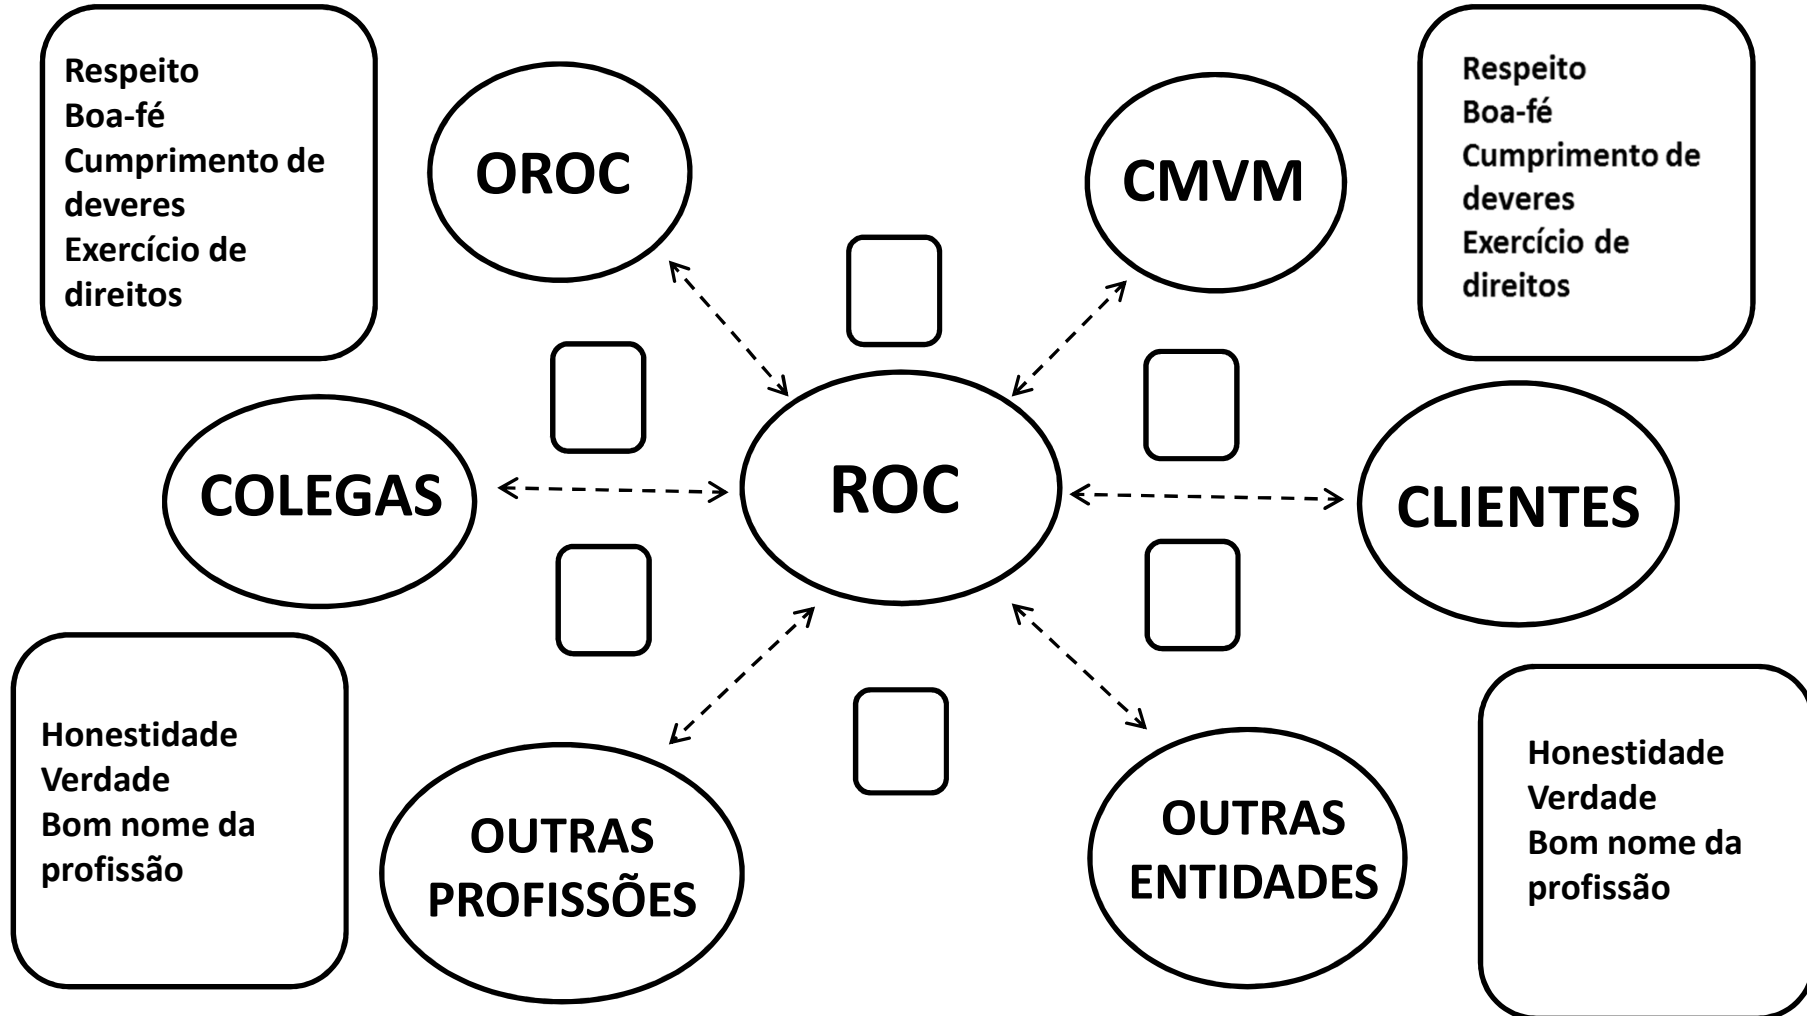 Respeito
Boa-fé
Cumprimento de
deveres
Exercício de
direitos
OROC
CMVM
Respeito
Boa-fé
Cumprimento de
deveres
Exercício de
direitos
COLEGAS
ROC
CLIENTES
Honestidade
Verdade
Bom nome da
profissão
OUTRAS
PROFISSÕES
OUTRAS
ENTIDADES
Honestidade
Verdade
Bom nome da
profissão